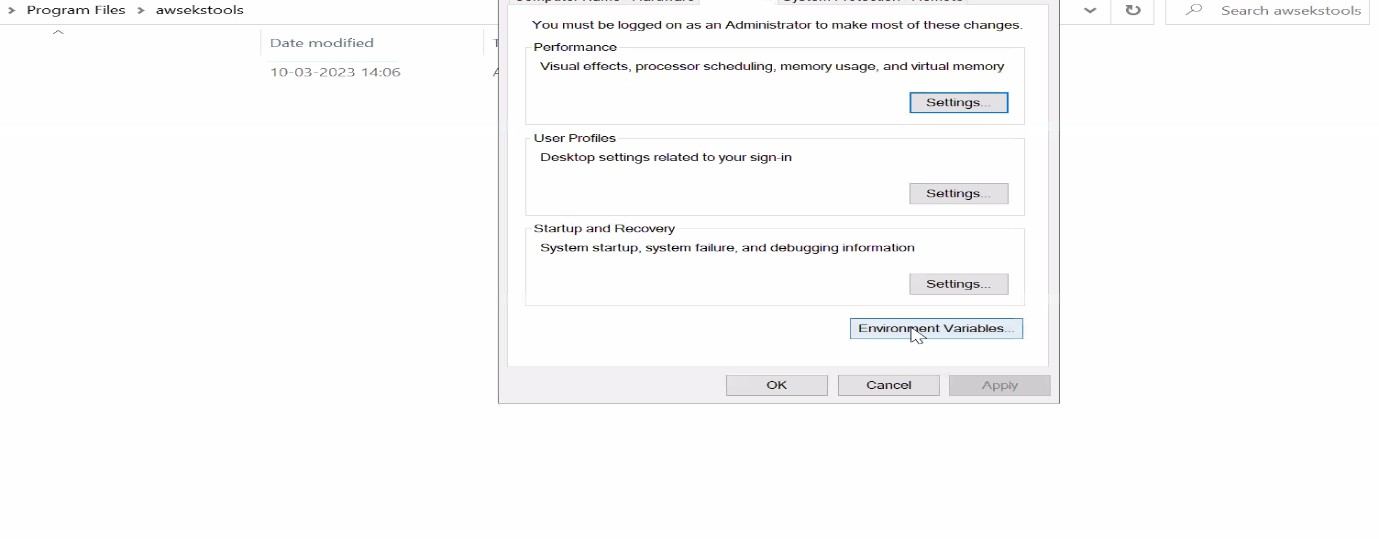 Program Files > awsekstools
Search awsekstools
Date modified
10-03-2023 14:06
You must be logged on as an Administrator to make most of these changes.
Performance
Visual effects, processor scheduling, memory usage, and virtual memory
Settings...
User Profiles
Desktop settings related to your sign-in
Settings...
Startup and Recovery
System startup, system failure, and debugging information
Settings...
Environment Variables...
OK
Cancel
Apply